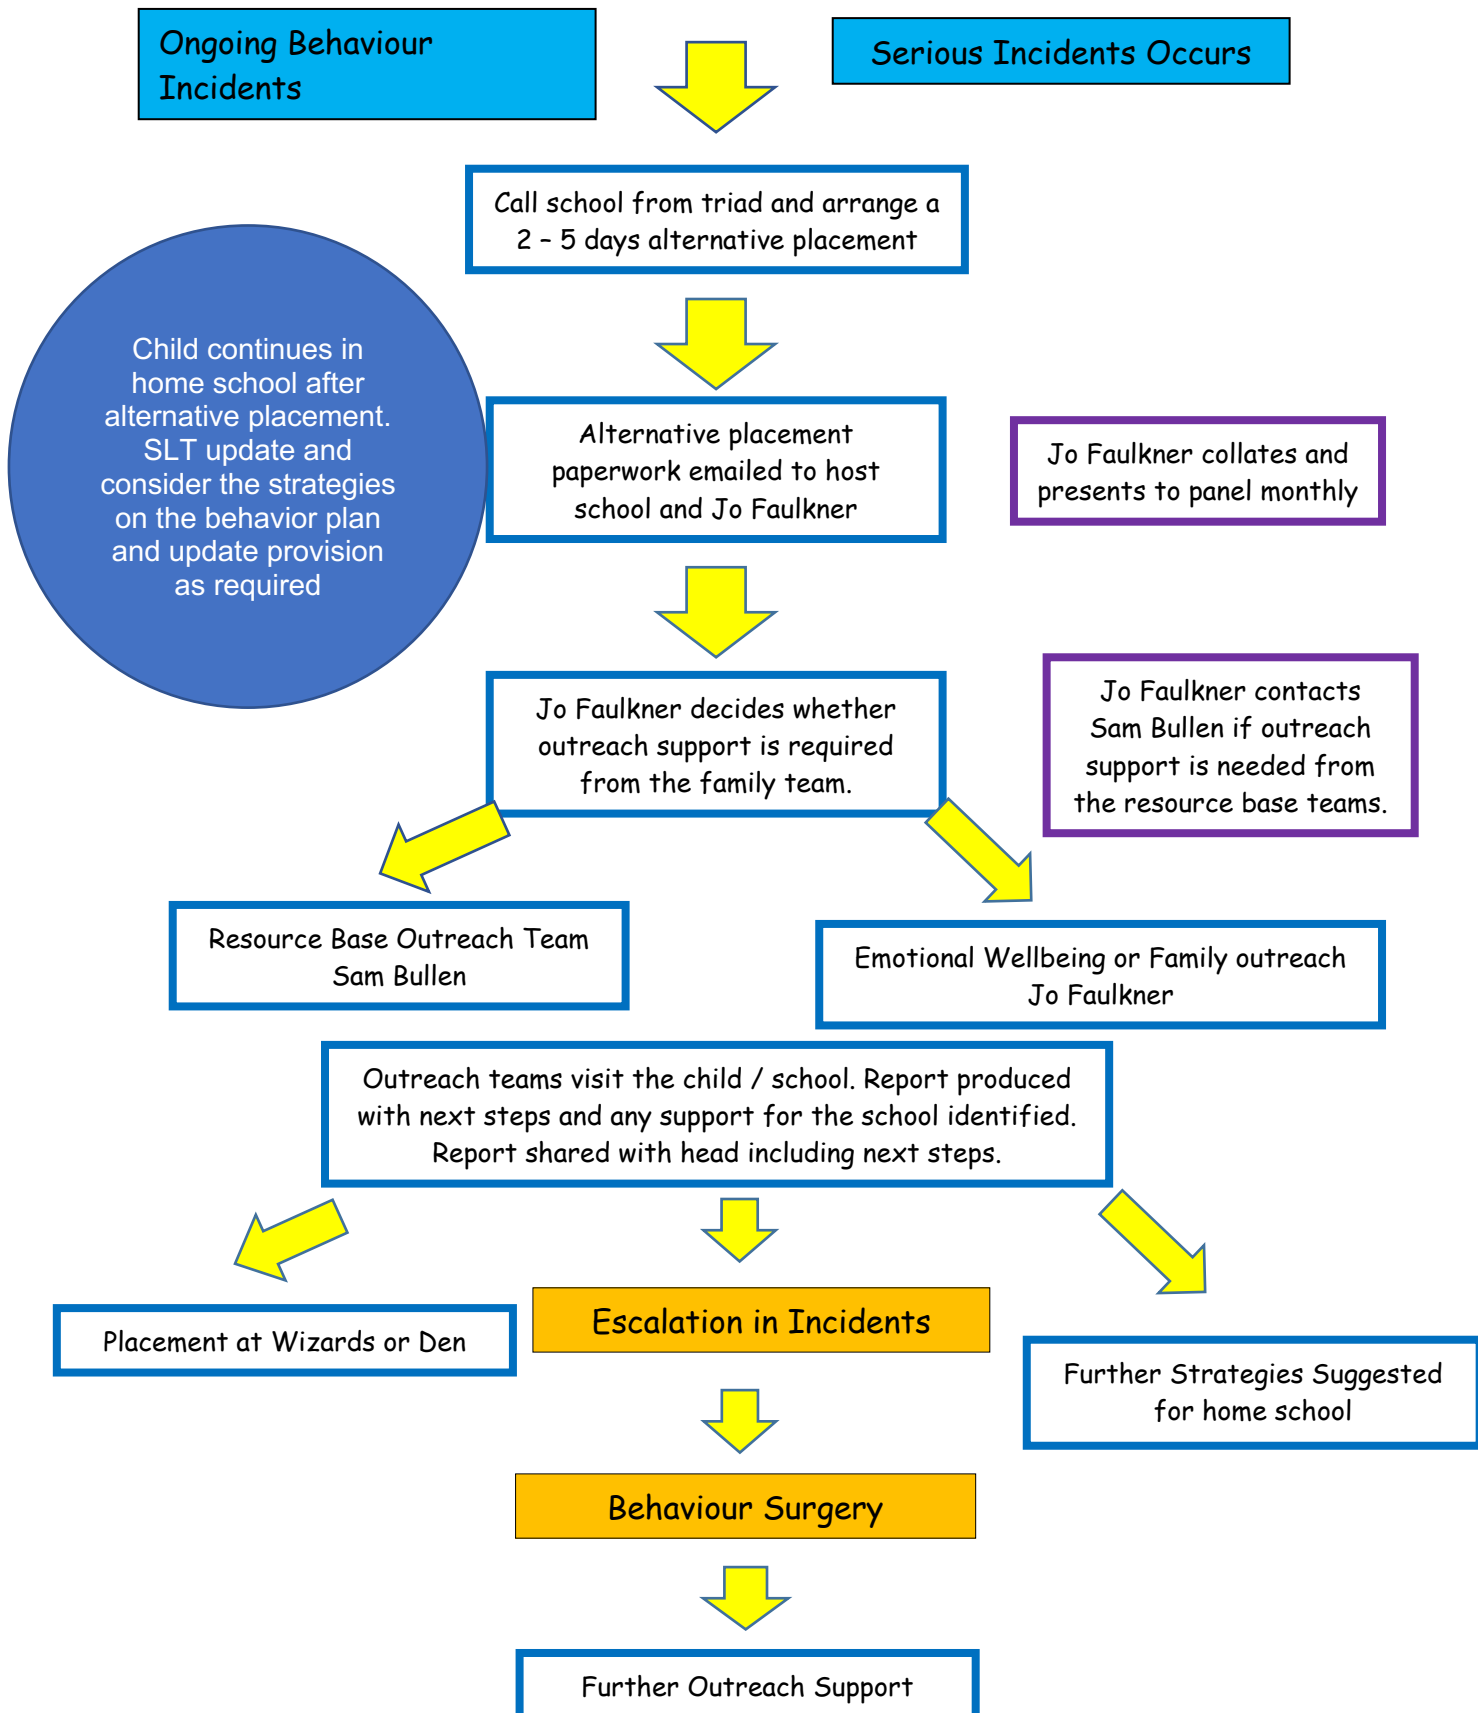 Ongoing Behaviour
Incidents
Serious Incidents Occurs
Call school from triad and arrange a
2 – 5 days alternative placement
Child continues in
home school after
alternative placement.
SLT update and
consider the strategies
on the behavior plan
and update provision
as required
Alternative placement
paperwork emailed to host
school and Jo Faulkner
Jo Faulkner collates and
presents to panel monthly
Jo Faulkner decides whether
outreach support is required
from the family team.
Jo Faulkner contacts
Sam Bullen if outreach
support is needed from
the resource base teams.
Resource Base Outreach Team
Sam Bullen
Emotional Wellbeing or Family outreach
Jo Faulkner
Outreach teams visit the child / school. Report produced
with next steps and any support for the school identified.
Report shared with head including next steps.
Placement at Wizards or Den
Escalation in Incidents
Further Strategies Suggested
for home school
Behaviour Surgery
Further Outreach Support